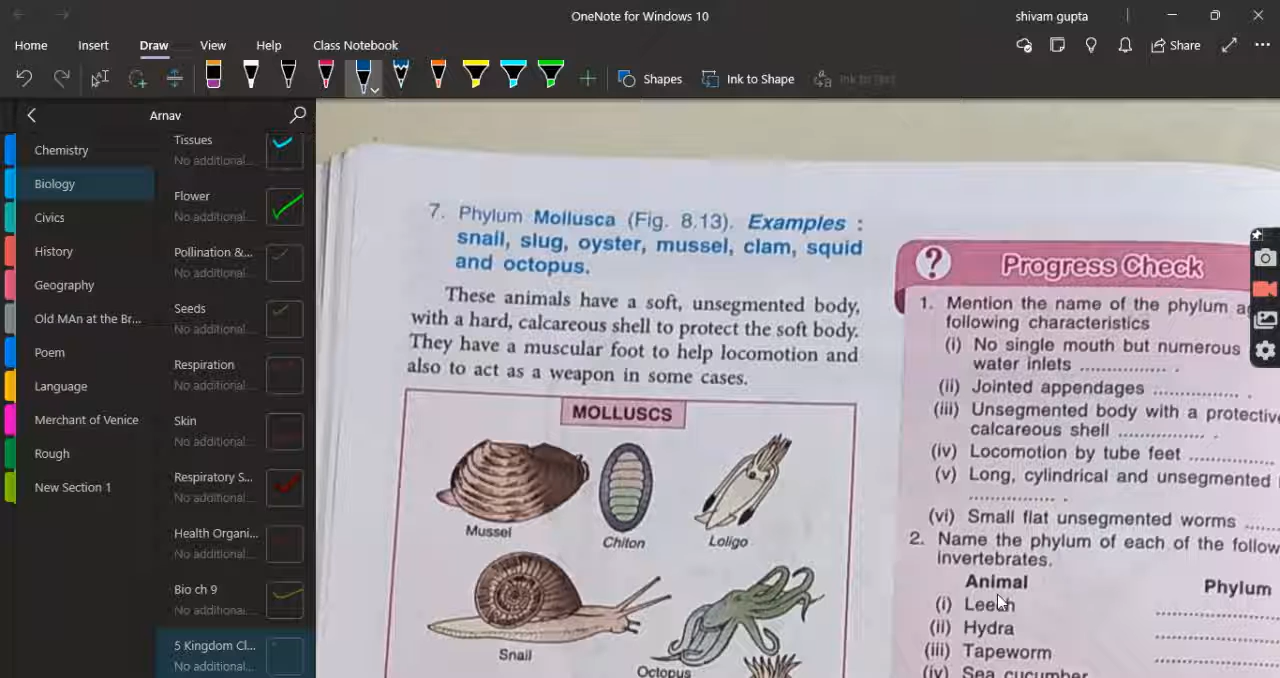 OneNote for Windows 10
shivam gupta
Home
Insert
Draw
View
Help
Class Notebook
Share
Shapes
Ink to Shape
Ink to Text
Arnav
Chemistry
Biology
Civics
History
Geography
Old MAn at the Br...
Poem
Language
Merchant of Venice
Rough
New Section 1
Tissues
No additional...
Flower
No additional...
Pollination &...
No additional...
Seeds
No additional...
Respiration
No additional...
Skin
No additional...
Respiratory S...
No additional...
Health Organi...
No additional...
Bio ch 9
No additional...
5 Kingdom Cl...
No additional...
7. Phylum Mollusca (Fig. 8.13). Examples :
snail, slug, oyster, mussel, clam, squid
and octopus.
These animals have a soft, unsegmented body,
with a hard, calcareous shell to protect the soft body.
They have a muscular foot to help locomotion and
also to act as a weapon in some cases.
MOLLUSCS
Mussel
Chiton
Loligo
Snail
Octopus
? Progress Check
1. Mention the name of the phylum
following characteristics
(i) No single mouth but numerous
water inlets ................ .
(ii) Jointed appendages ................ .
(iii) Unsegmented body with a protective
calcareous shell ................ .
(iv) Locomotion by tube feet ................
(v) Long, cylindrical and unsegmented
................ .
(vi) Small flat unsegmented worms ......
2. Name the phylum of each of the
invertebrates.
Animal Phylum
(i) Leech ................
(ii) Hydra ................
(iii) Tapeworm ................
(iv) Sea cucumber